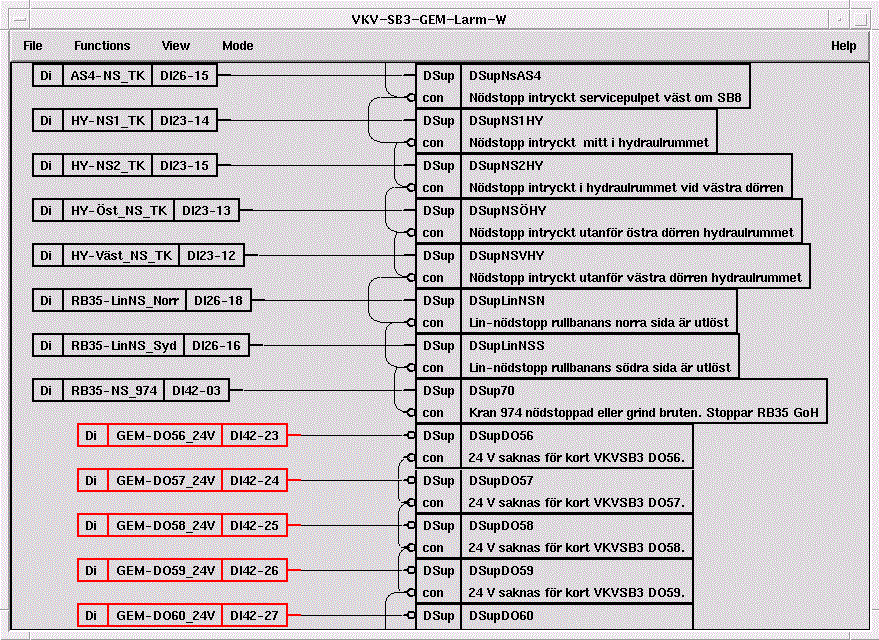 VKV-SB3-GEM-Larm-W
File Functions View Mode Help
Di AS4-NS_TK DI26-15 DSup DSupNsAS4
con Nödstopp intryckt servicepulpet väst om SB8
Di HY-NS1_TK DI23-14 DSup DSupNS1HY
con Nödstopp intryckt mitt i hydraulrummet
Di HY-NS2_TK DI23-15 DSup DSupNS2HY
con Nödstopp intryckt i hydraulrummet vid västra dörren
Di HY-Öst_NS_TK DI23-13 DSup DSupNSÖHY
con Nödstopp intryckt utanför östra dörren hydraulrummet
Di HY-Väst_NS_TK DI23-12 DSup DSupNSVHY
con Nödstopp intryckt utanför västra dörren hydraulrummet
Di RB35-LinNS_Norr DI26-18 DSup DSupLinNSN
con Lin-nödstopp rullbanans norra sida är utlöst
Di RB35-LinNS_Syd DI26-16 DSup DSupLinNSS
con Lin-nödstopp rullbanans södra sida är utlöst
Di RB35-NS_974 DI42-03 DSup DSup70
con Kran 974 nödstoppad eller grind bruten. Stoppar RB35 GoH
Di GEM-DO56_24V DI42-23 DSup DSupDO56
con 24 V saknas för kort VKVSB3 DO56.
Di GEM-DO57_24V DI42-24 DSup DSupDO57
con 24 V saknas för kort VKVSB3 DO57.
Di GEM-DO58_24V DI42-25 DSup DSupDO58
con 24 V saknas för kort VKVSB3 DO58.
Di GEM-DO59_24V DI42-26 DSup DSupDO59
con 24 V saknas för kort VKVSB3 DO59.
Di GEM-DO60_24V DI42-27 DSup DSupDO60